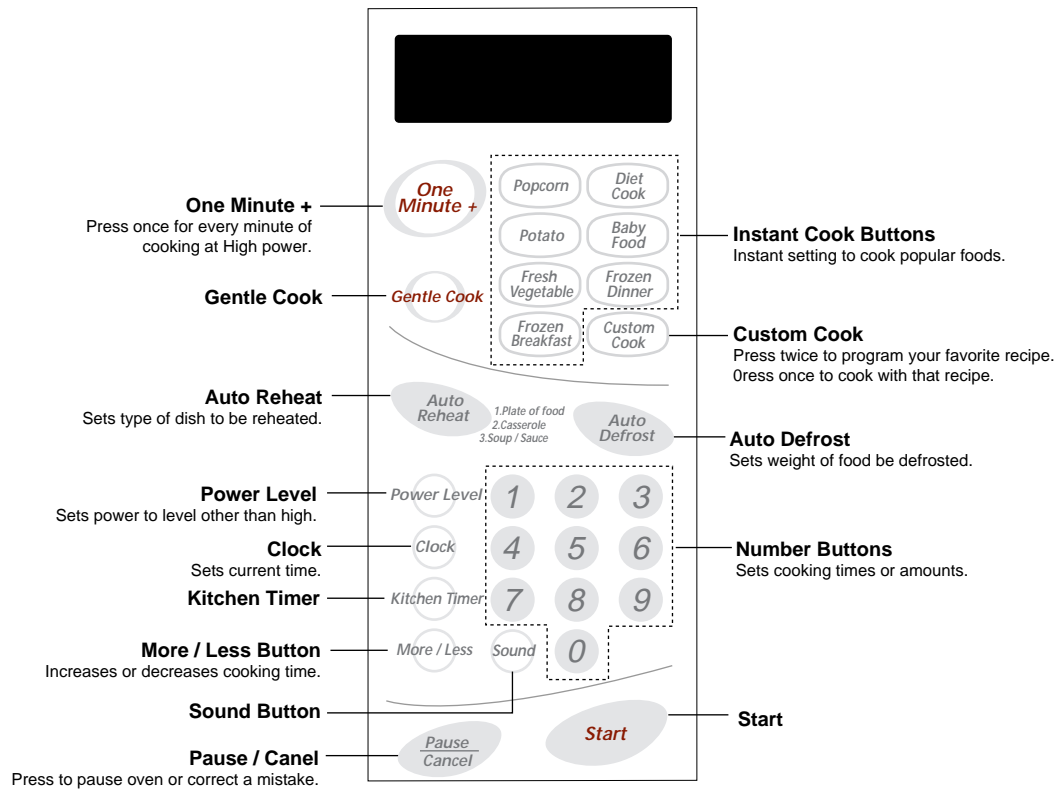 One
Minute +
Popcorn
Diet
Cook
Potato
Baby
Food
Fresh
Vegetable
Frozen
Dinner
Frozen
Breakfast
Custom
Cook
Gentle Cook
Auto
Reheat
1.Plate of food
2.Casserole
3.Soup / Sauce
Auto
Defrost
Power Level
1
2
3
Clock
4
5
6
Kitchen Timer
7
8
9
More / Less
Sound
0
Pause
Cancel
Start
One Minute +
Press once for every minute of
cooking at High power.
Gentle Cook
Auto Reheat
Sets type of dish to be reheated.
Power Level
Sets power to level other than high.
Clock
Sets current time.
Kitchen Timer
More / Less Button
Increases or decreases cooking time.
Sound Button
Pause / Canel
Press to pause oven or correct a mistake.
Instant Cook Buttons
Instant setting to cook popular foods.
Custom Cook
Press twice to program your favorite recipe.
0ress once to cook with that recipe.
Auto Defrost
Sets weight of food be defrosted.
Number Buttons
Sets cooking times or amounts.
Start